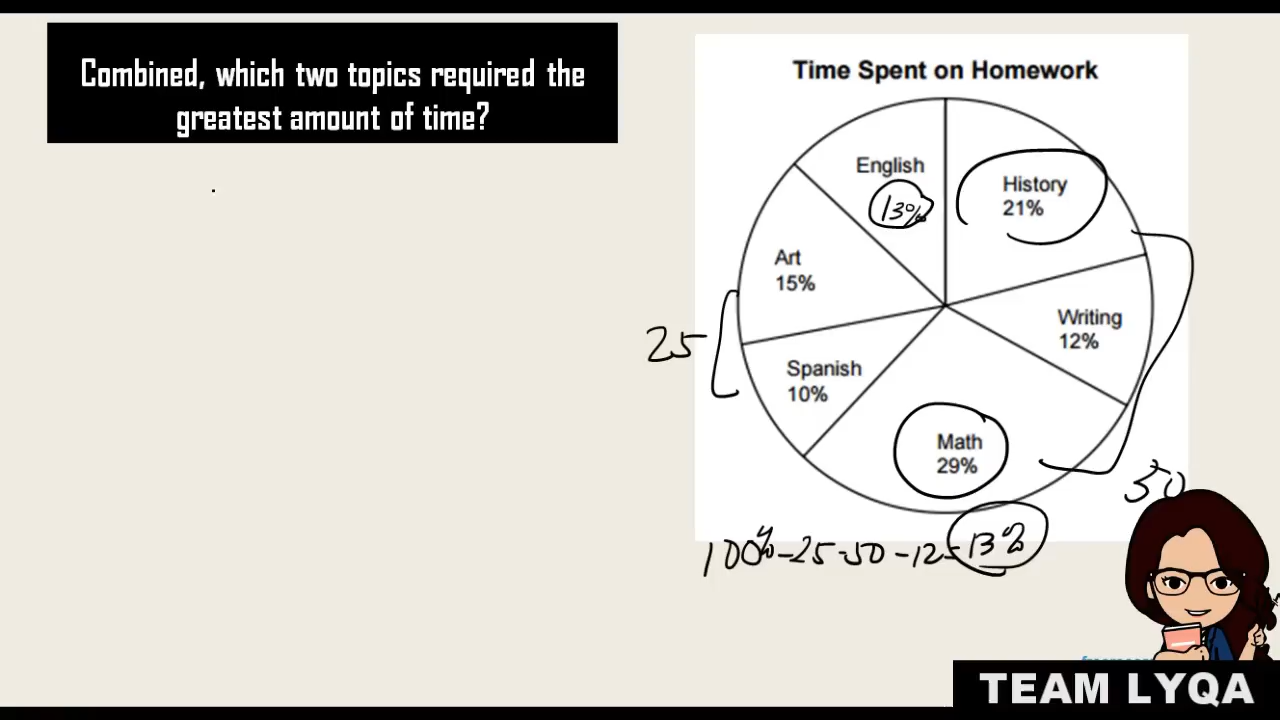 Combined, which two topics required the
greatest amount of time?
Time Spent on Homework
English
13%
History
21%
Art
15%
Writing
12%
25
Spanish
10%
Math
29%
50
100%-25-50-12=13%
TEAM LYQA